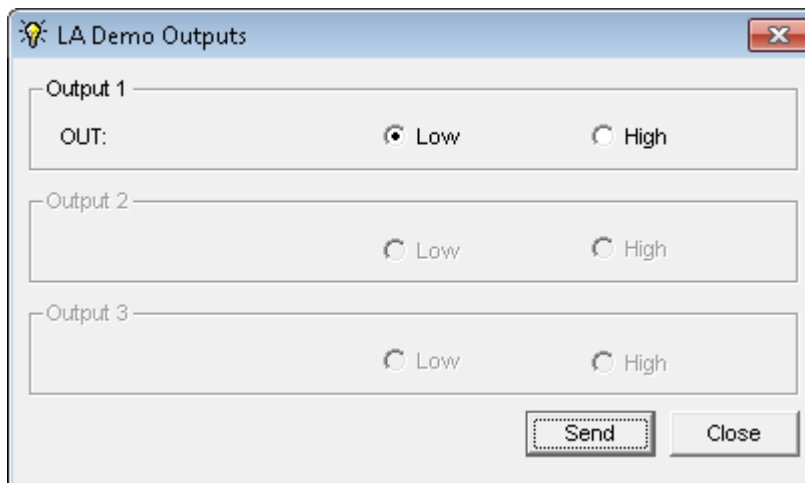 LA Demo Outputs
Output 1
OUT: Low High
Output 2
Low High
Output 3
Low High
Send Close